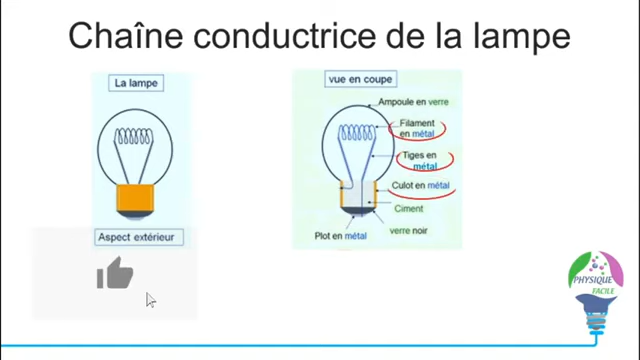 Chaîne conductrice de la lampe
La lampe
Aspect extérieur
vue en coupe
Ampoule en verre
Filament
en métal
Tiges en
métal
Culot en métal
Ciment
verre noir
Plot en métal
PHYSIQUE
FACILE